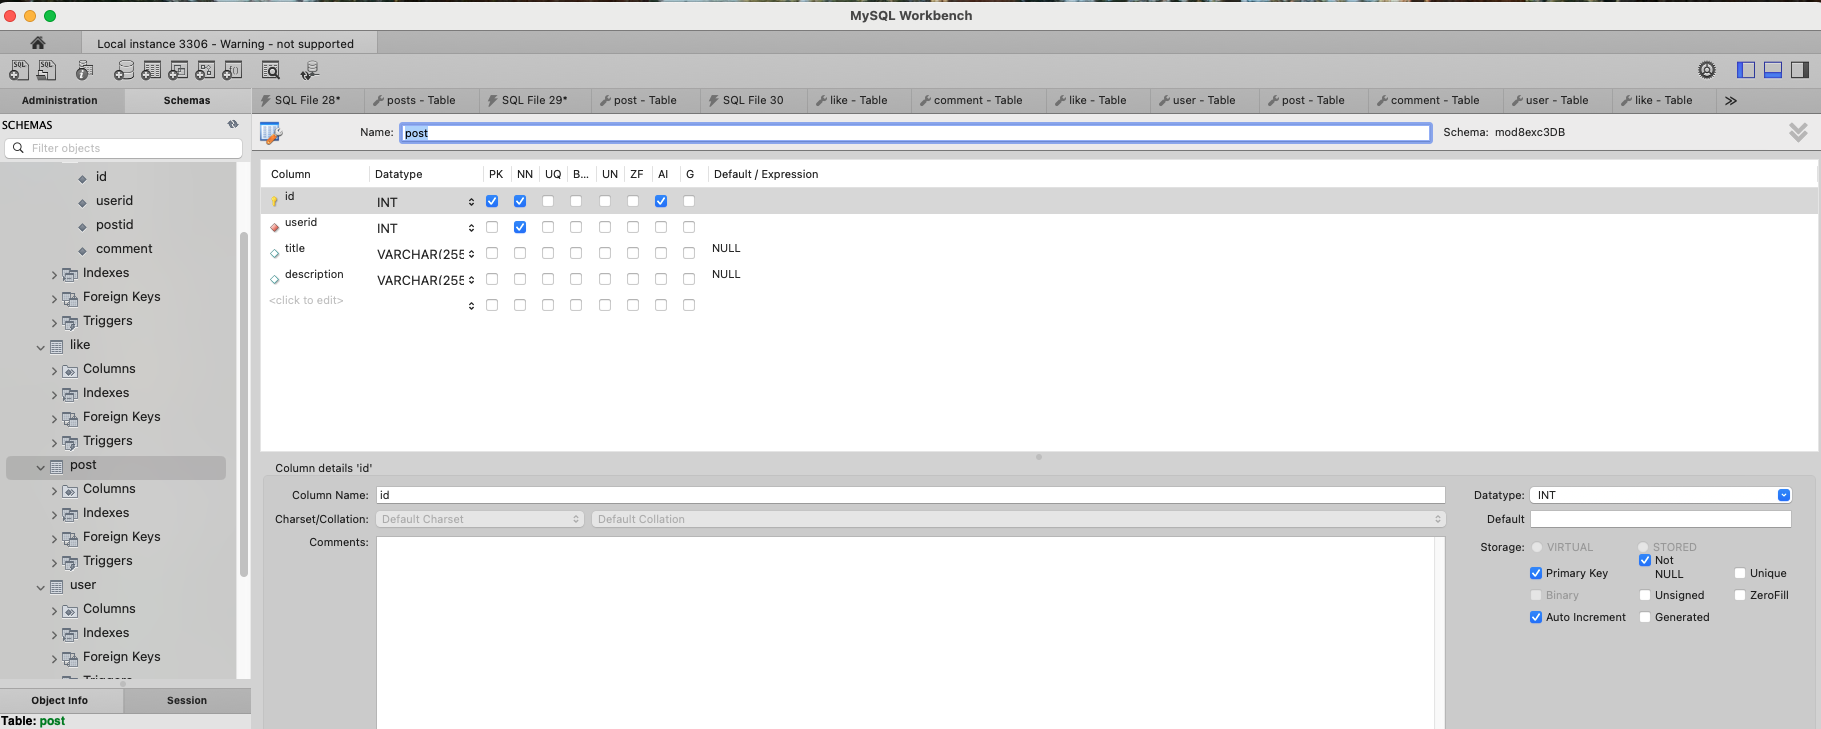 MySQL Workbench
Local instance 3306 - Warning - not supported
Administration
Schemas
SQL File 28*
posts - Table
SQL File 29*
post - Table
SQL File 30
like - Table
comment - Table
like - Table
user - Table
post - Table
comment - Table
user - Table
like - Table
SCHEMAS
Filter objects
id
userid
postid
comment
Indexes
Foreign Keys
Triggers
like
Columns
Indexes
Foreign Keys
Triggers
post
Columns
Indexes
Foreign Keys
Triggers
user
Columns
Indexes
Foreign Keys
Object Info
Session
Table: post
Name: post
Schema: mod8exc3DB
Column Datatype PK NN UQ B... UN ZF AI G Default / Expression
id INT
userid INT
title VARCHAR(255 NULL
description VARCHAR(255 NULL
<click to edit>
Column details 'id'
Column Name: id
Charset/Collation: Default Charset Default Collation
Comments:
Datatype: INT
Default
Storage: VIRTUAL STORED
Primary Key Not NULL Unique
Binary Unsigned ZeroFill
Auto Increment Generated